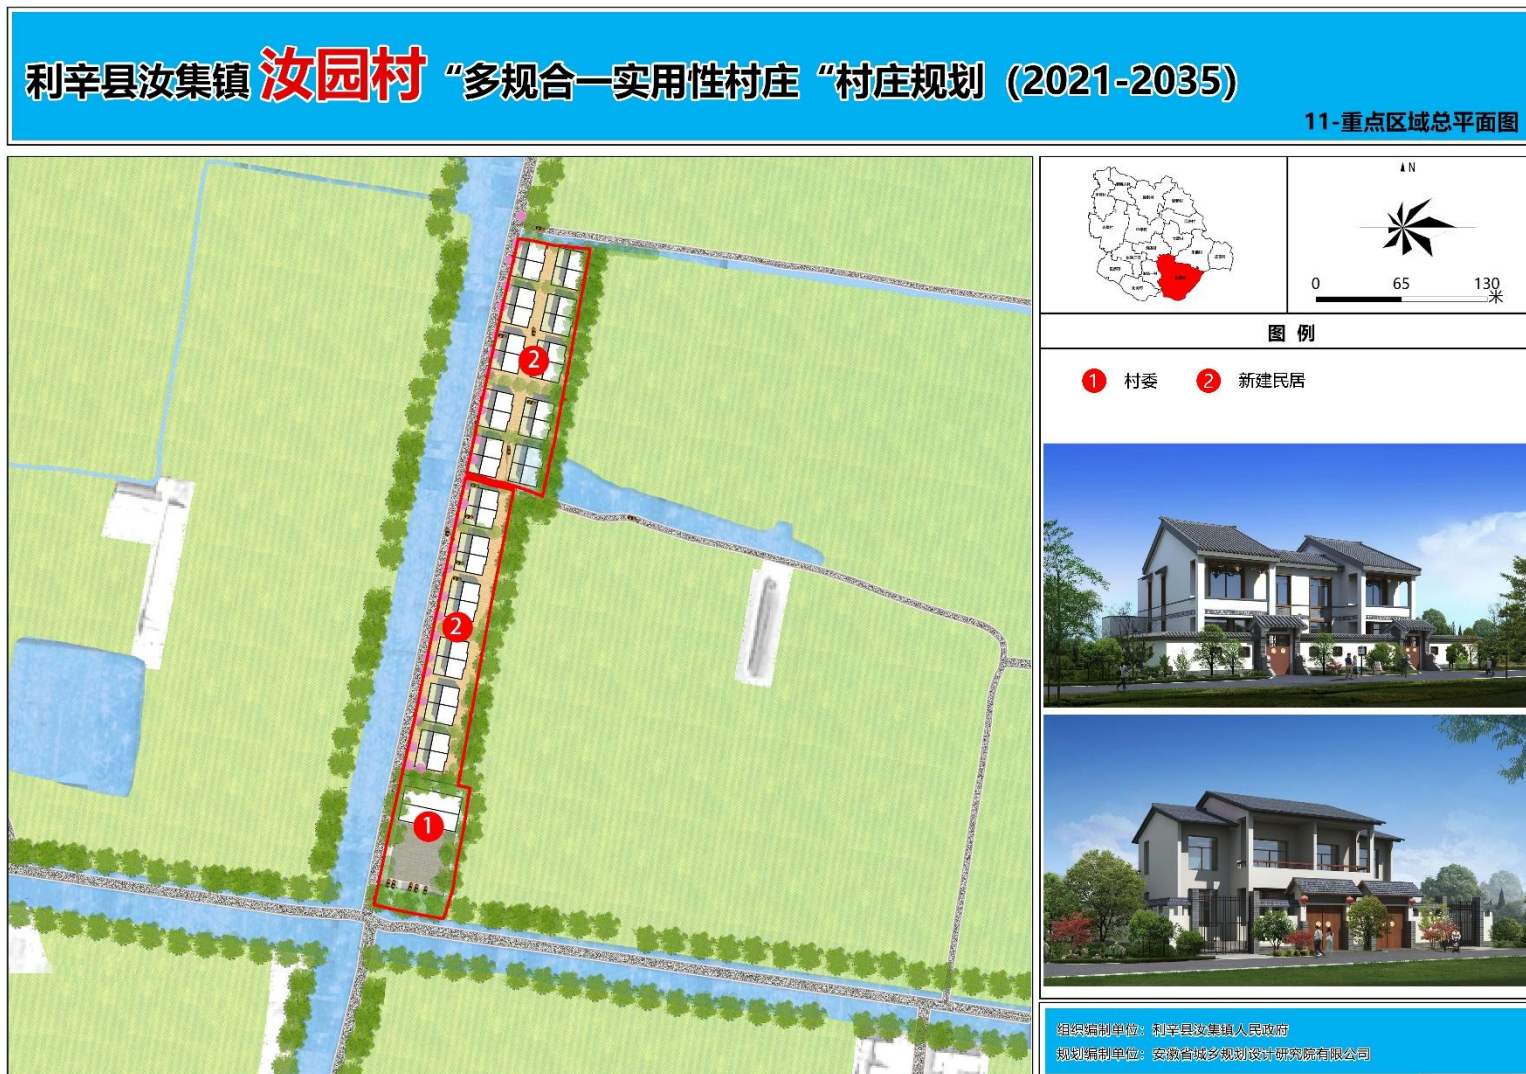 利辛县汝集镇 汝园村 “多规合一实用性村庄 “村庄规划 (2021-2035)
11-重点区域总平面图
N
0 65 130
米
图 例
1 村委 2 新建民居
2
2
1
组织编制单位：利辛县汝集镇人民政府
规划编制单位：安徽省城乡规划设计研究院有限公司